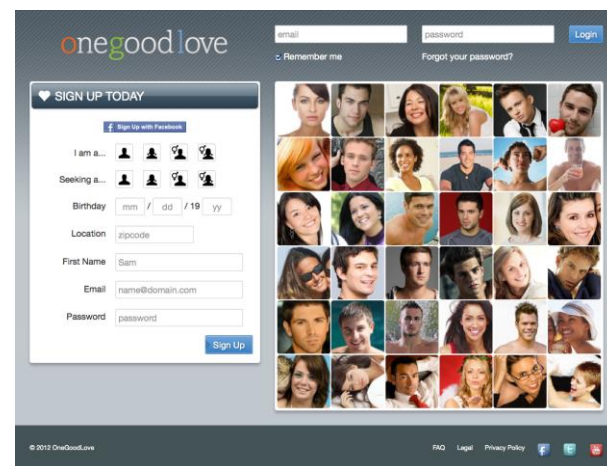 onegoodlove
email
password
Login
Remember me
Forgot your password?
SIGN UP TODAY
f Sign Up with Facebook
I am a...
Seeking a...
Birthday mm / dd / 19 yy
Location zipcode
First Name Sam
Email name@domain.com
Password password
Sign Up
© 2012 OneGoodLove
FAQ Legal Privacy Policy